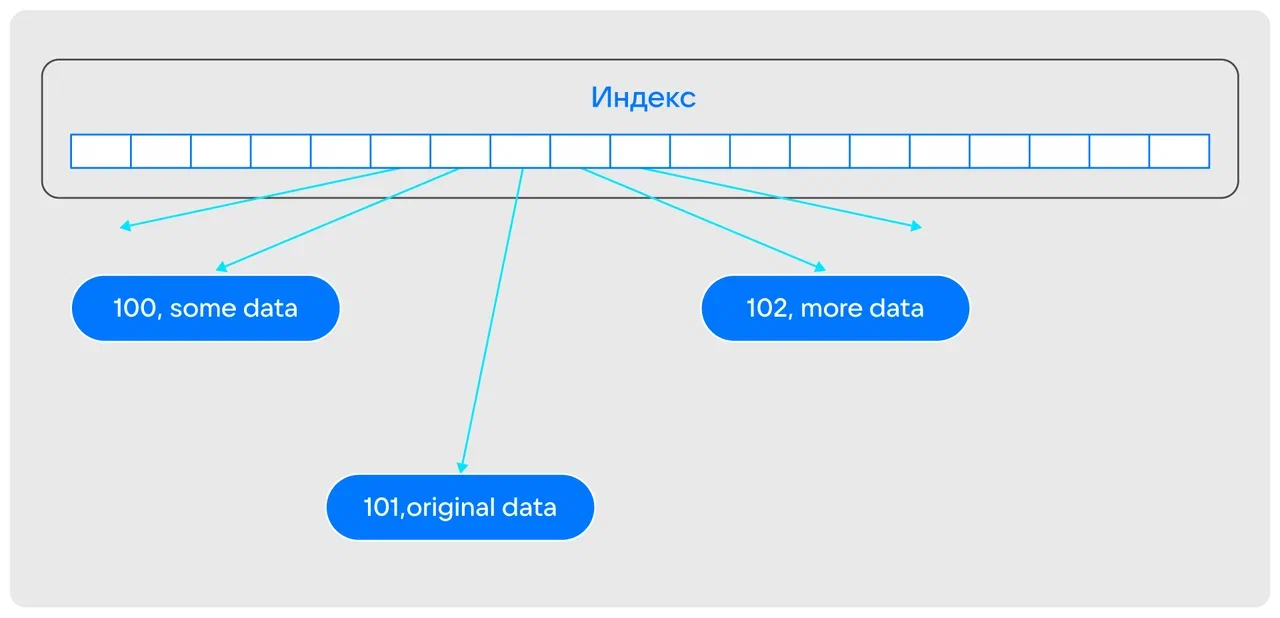 Индекс
100, some data
102, more data
101,original data